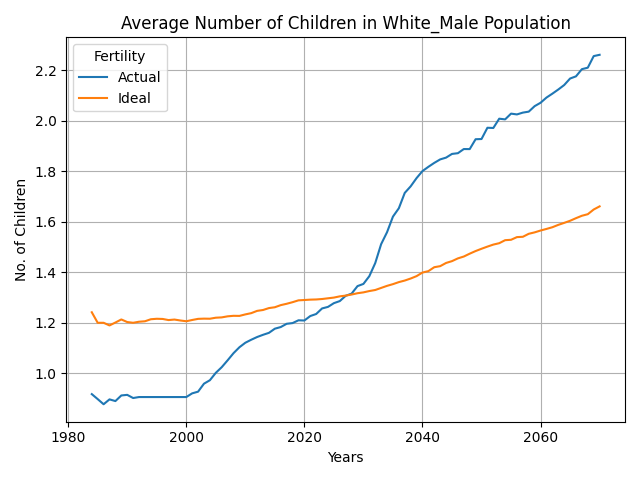 Average Number of Children in White_Male Population
Fertility
Actual
Ideal
No. of Children
2.2
2.0
1.8
1.6
1.4
1.2
1.0
1980 2000 2020 2040 2060
Years